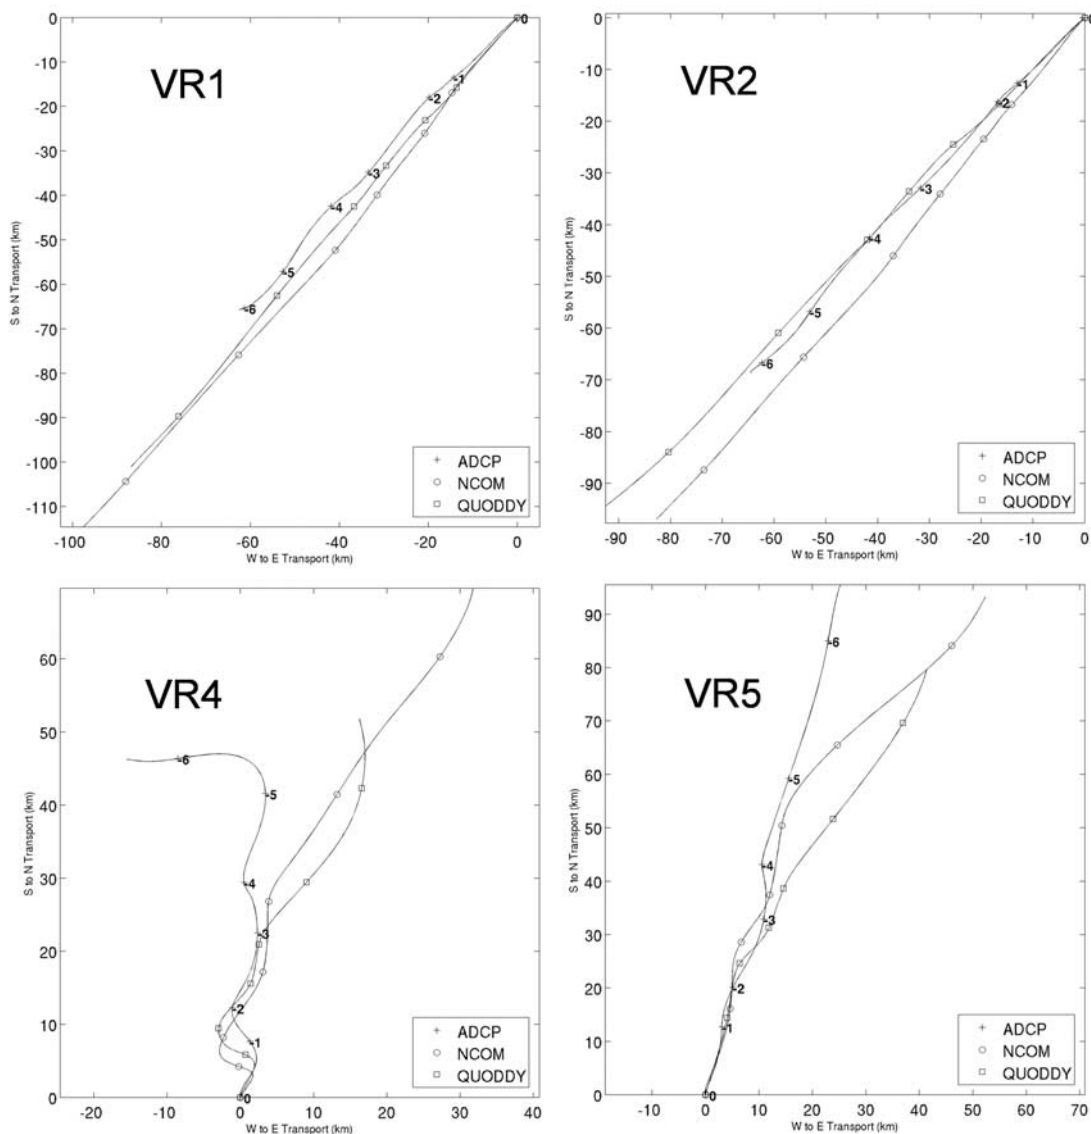 VR1
0
-10
-20
-30
-40
-50
-60
-70
-80
-90
-100
-110
S to N Transport (km)
0
-1
-2
-3
-4
-5
-6
ADCP
NCOM
QUODDY
-100 -80 -60 -40 -20 0
W to E Transport (km)
VR2
0
-10
-20
-30
-40
-50
-60
-70
-80
-90
S to N Transport (km)
0
-1
-2
-3
-4
-5
-6
ADCP
NCOM
QUODDY
-90 -80 -70 -60 -50 -40 -30 -20 -10 0
W to E Transport (km)
VR4
60
50
40
30
20
10
0
S to N Transport (km)
-6
-5
-4
-3
-2
-1
0
ADCP
NCOM
QUODDY
-20 -10 0 10 20 30 40
W to E Transport (km)
VR5
90
80
70
60
50
40
30
20
10
0
S to N Transport (km)
-6
-5
-4
-3
-2
-1
0
ADCP
NCOM
QUODDY
-10 0 10 20 30 40 50 60 70
W to E Transport (km)